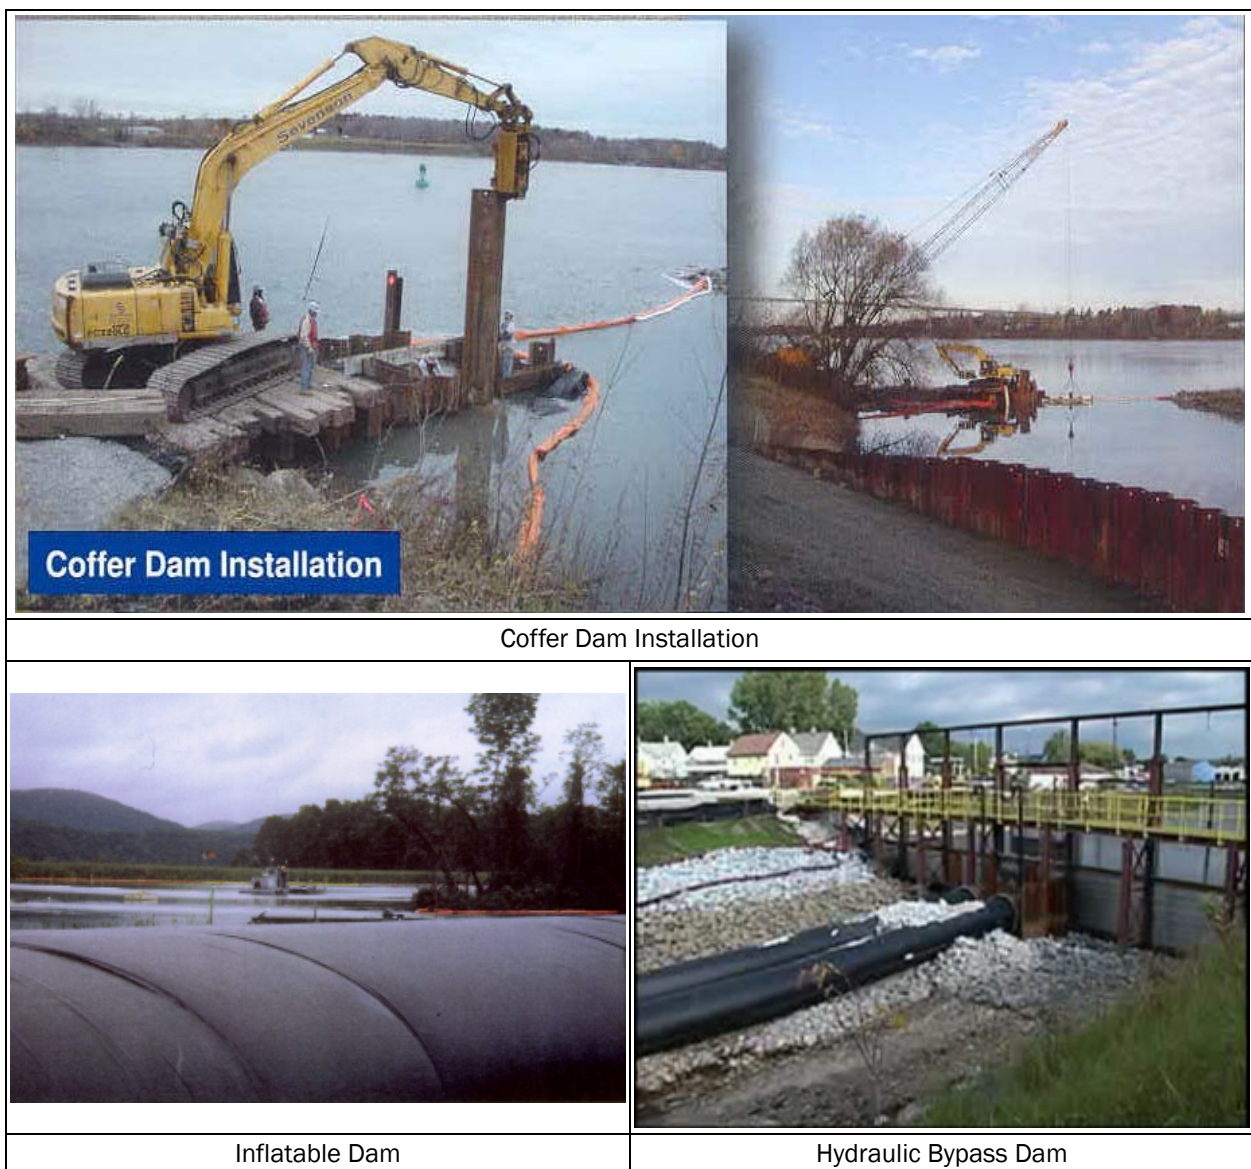 Sevenson
Coffer Dam Installation
Coffer Dam Installation
Inflatable Dam
Hydraulic Bypass Dam